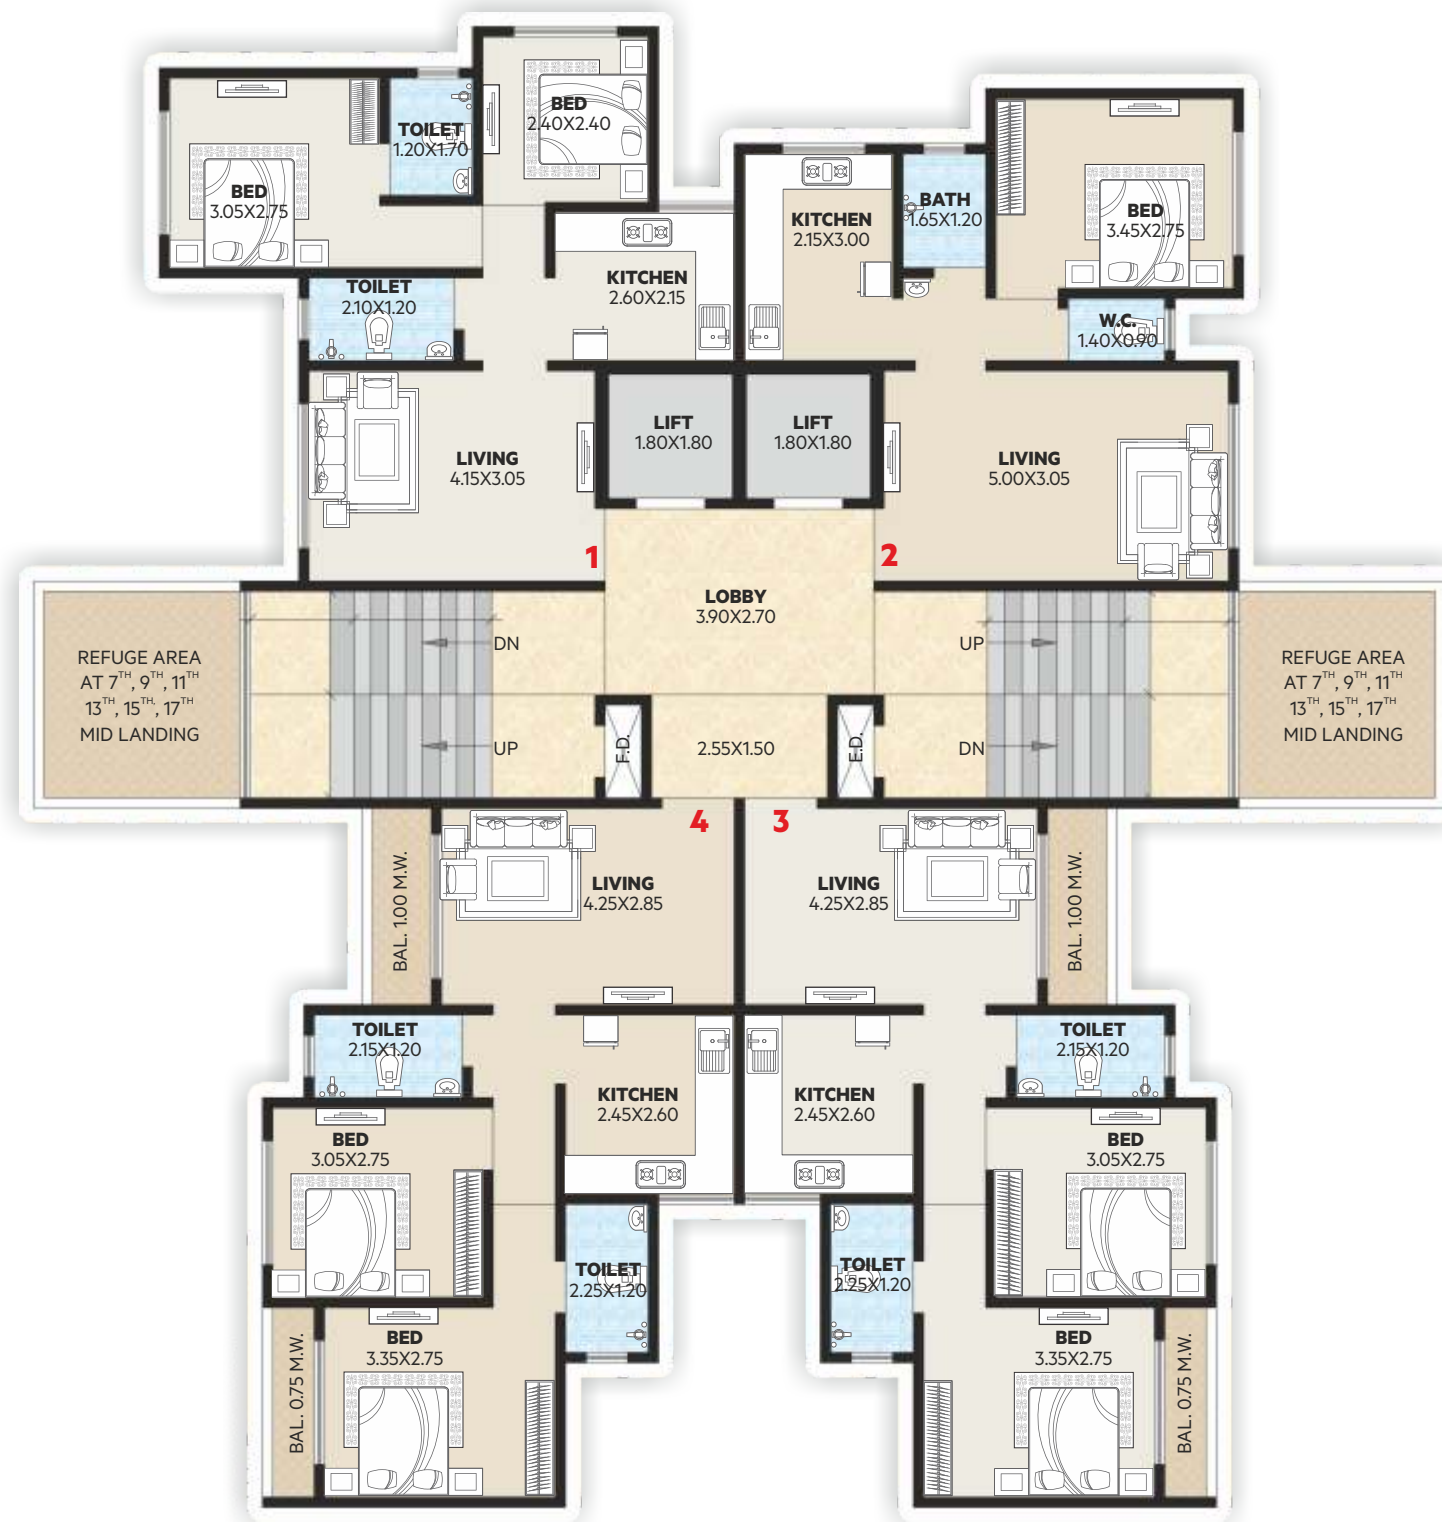 BED
2.40X2.40
TOILET
1.20X1.70
BED
3.05X2.75
KITCHEN
2.60X2.15
TOILET
2.10X1.20
LIVING
4.15X3.05
LIFT
1.80X1.80
1
KITCHEN
2.15X3.00
BATH
1.65X1.20
BED
3.45X2.75
W.C.
1.40X0.90
LIFT
1.80X1.80
LIVING
5.00X3.05
2
LOBBY
3.90X2.70
REFUGE AREA
AT 7TH, 9TH, 11TH
13TH, 15TH, 17TH
MID LANDING
DN
UP
F.D.
2.55X1.50
E.D.
UP
DN
REFUGE AREA
AT 7TH, 9TH, 11TH
13TH, 15TH, 17TH
MID LANDING
4
LIVING
4.25X2.85
BAL. 1.00 M.W.
TOILET
2.15X1.20
KITCHEN
2.45X2.60
BED
3.05X2.75
TOILET
2.25X1.20
BED
3.35X2.75
BAL. 0.75 M.W.
3
LIVING
4.25X2.85
BAL. 1.00 M.W.
KITCHEN
2.45X2.60
TOILET
2.15X1.20
BED
3.05X2.75
TOILET
2.25X1.20
BED
3.35X2.75
BAL. 0.75 M.W.